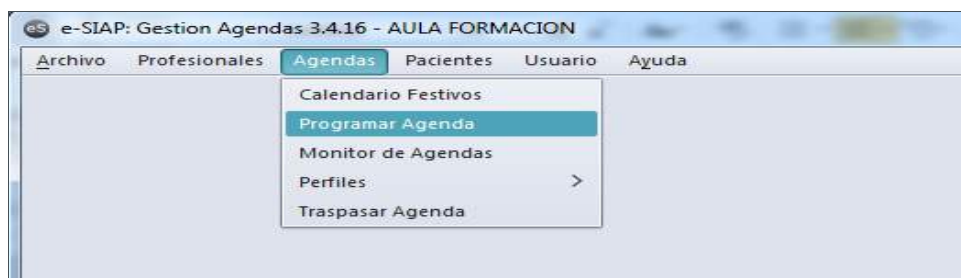 eS e-SIAP: Gestion Agendas 3.4.16 - AULA FORMACION
Archivo Profesionales Agendas Pacientes Usuario Ayuda
Calendario Festivos
Programar Agenda
Monitor de Agendas
Perfiles >
Traspasar Agenda